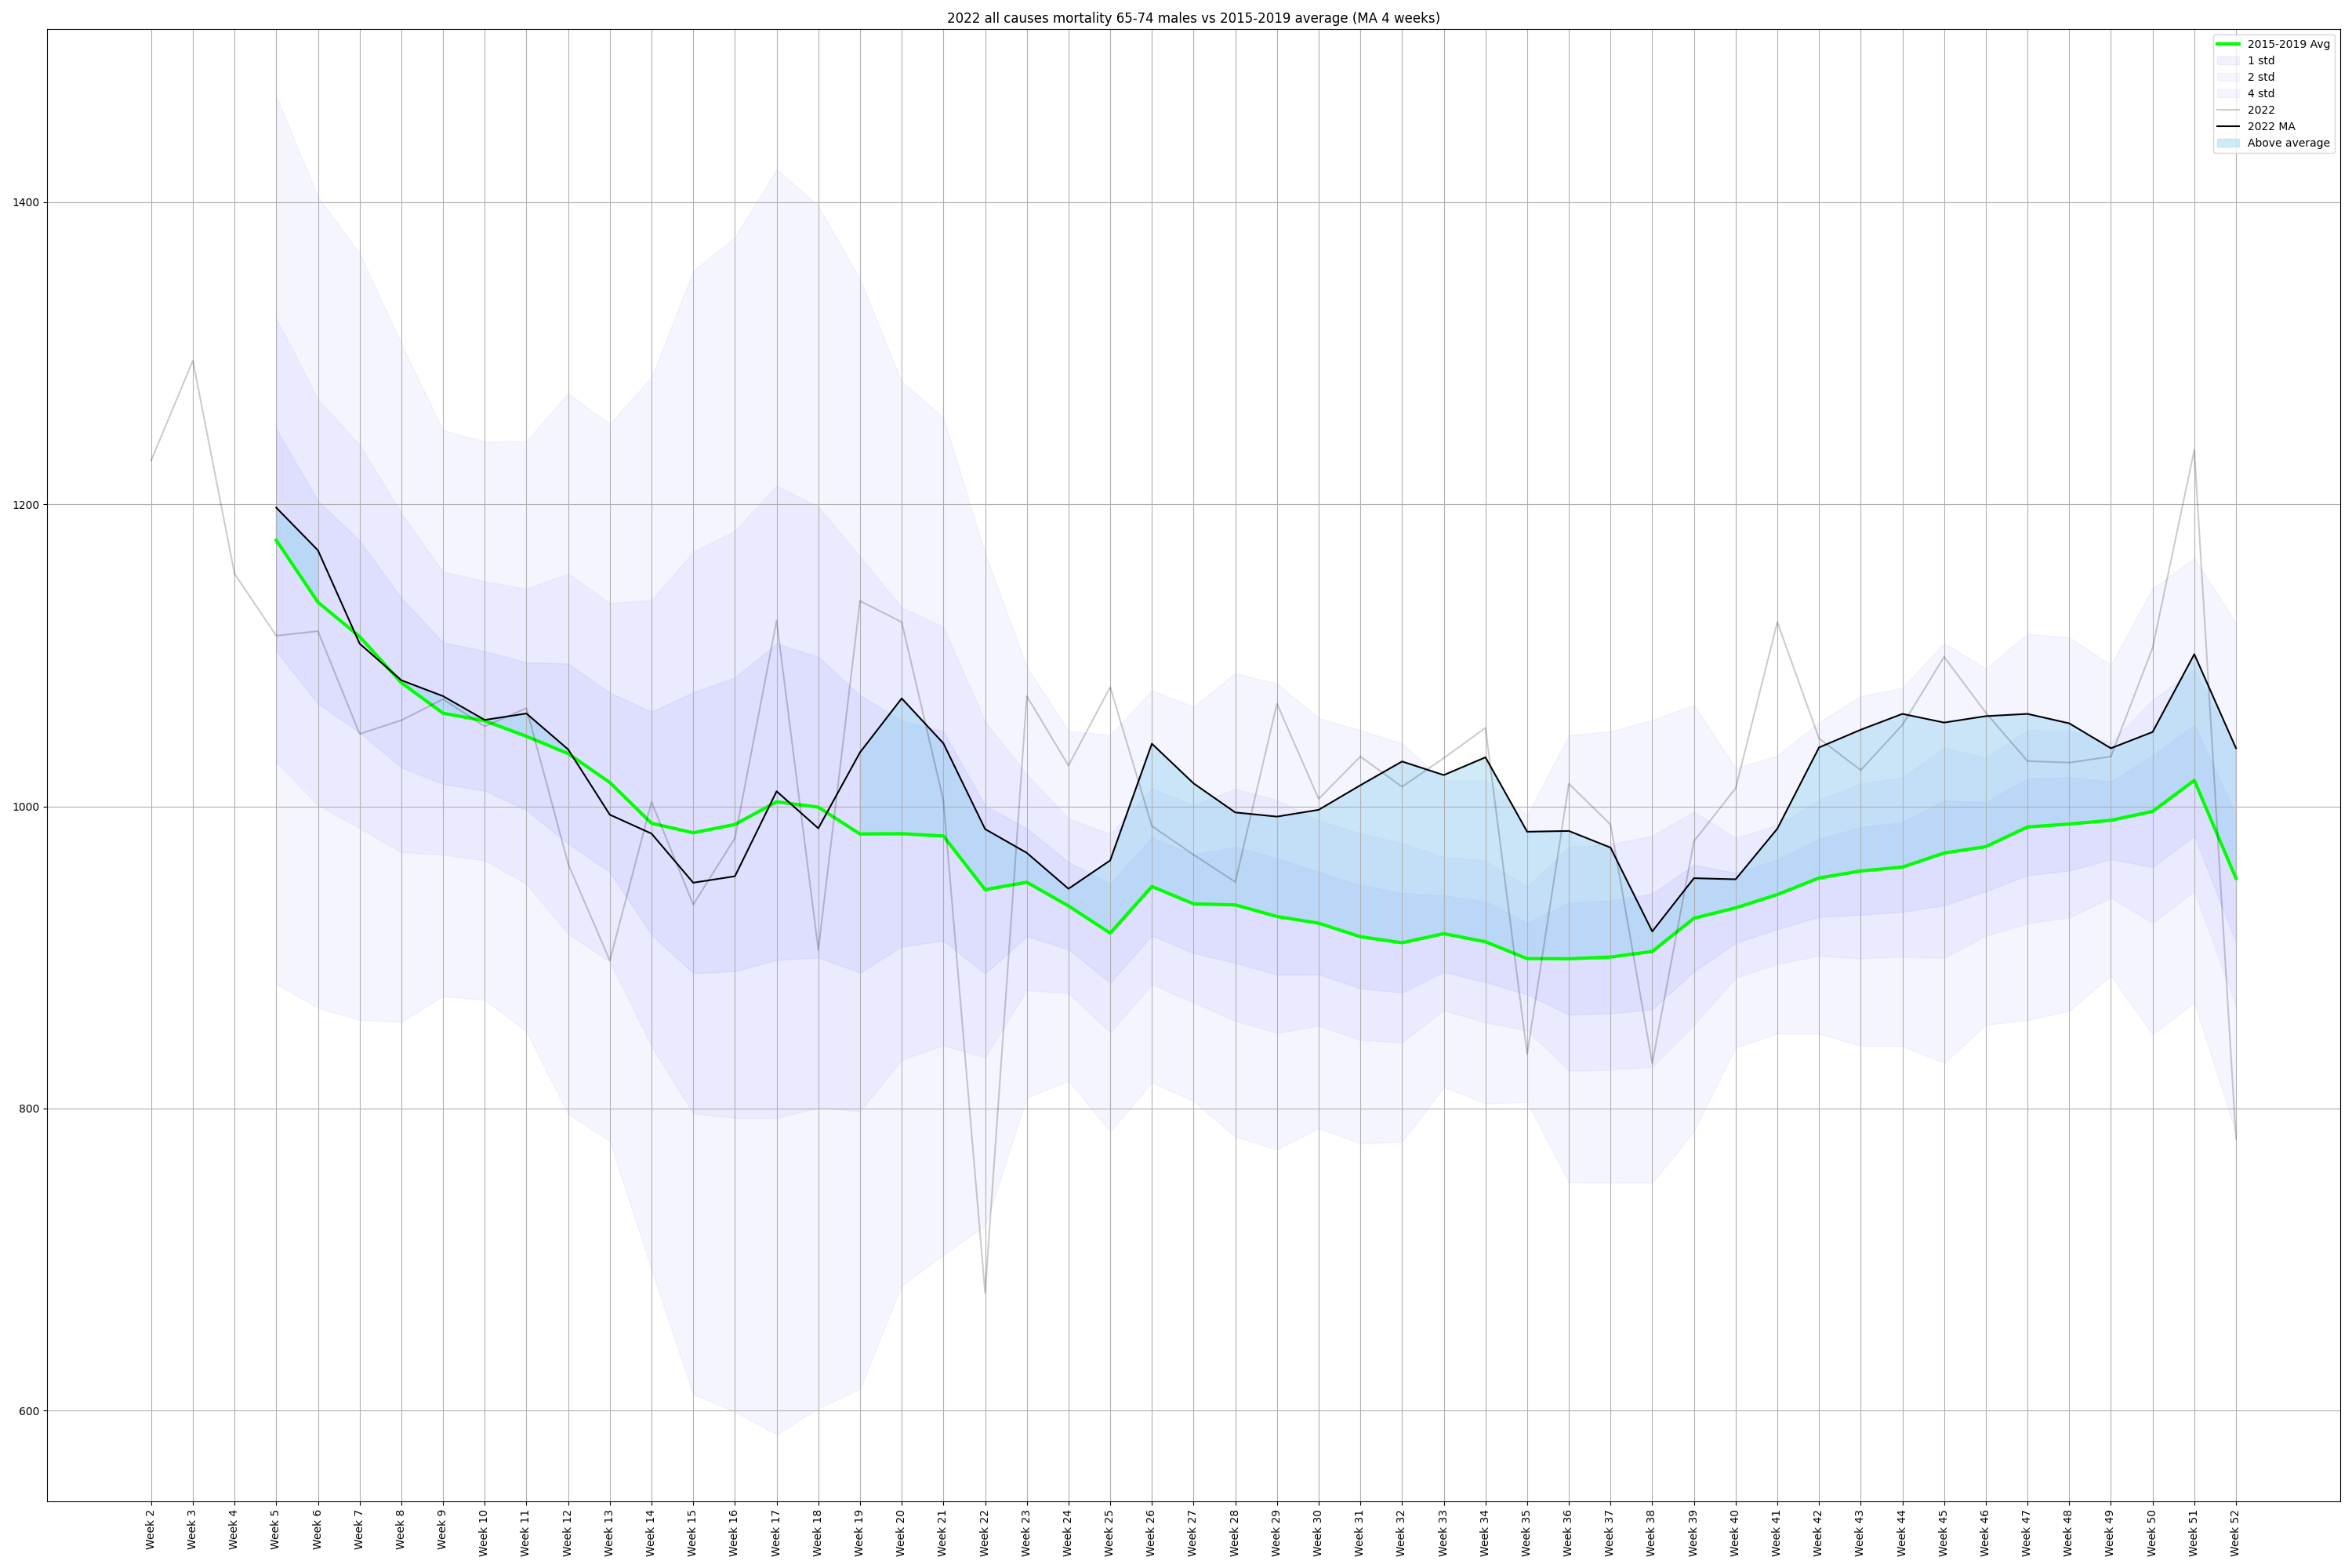 2022 all causes mortality 65-74 males vs 2015-2019 average (MA 4 weeks)
2015-2019 Avg
1 std
2 std
4 std
2022
2022 MA
Above average
1400
1200
1000
800
600
Week 2
Week 3
Week 4
Week 5
Week 6
Week 7
Week 8
Week 9
Week 10
Week 11
Week 12
Week 13
Week 14
Week 15
Week 16
Week 17
Week 18
Week 19
Week 20
Week 21
Week 22
Week 23
Week 24
Week 25
Week 26
Week 27
Week 28
Week 29
Week 30
Week 31
Week 32
Week 33
Week 34
Week 35
Week 36
Week 37
Week 38
Week 39
Week 40
Week 41
Week 42
Week 43
Week 44
Week 45
Week 46
Week 47
Week 48
Week 49
Week 50
Week 51
Week 52